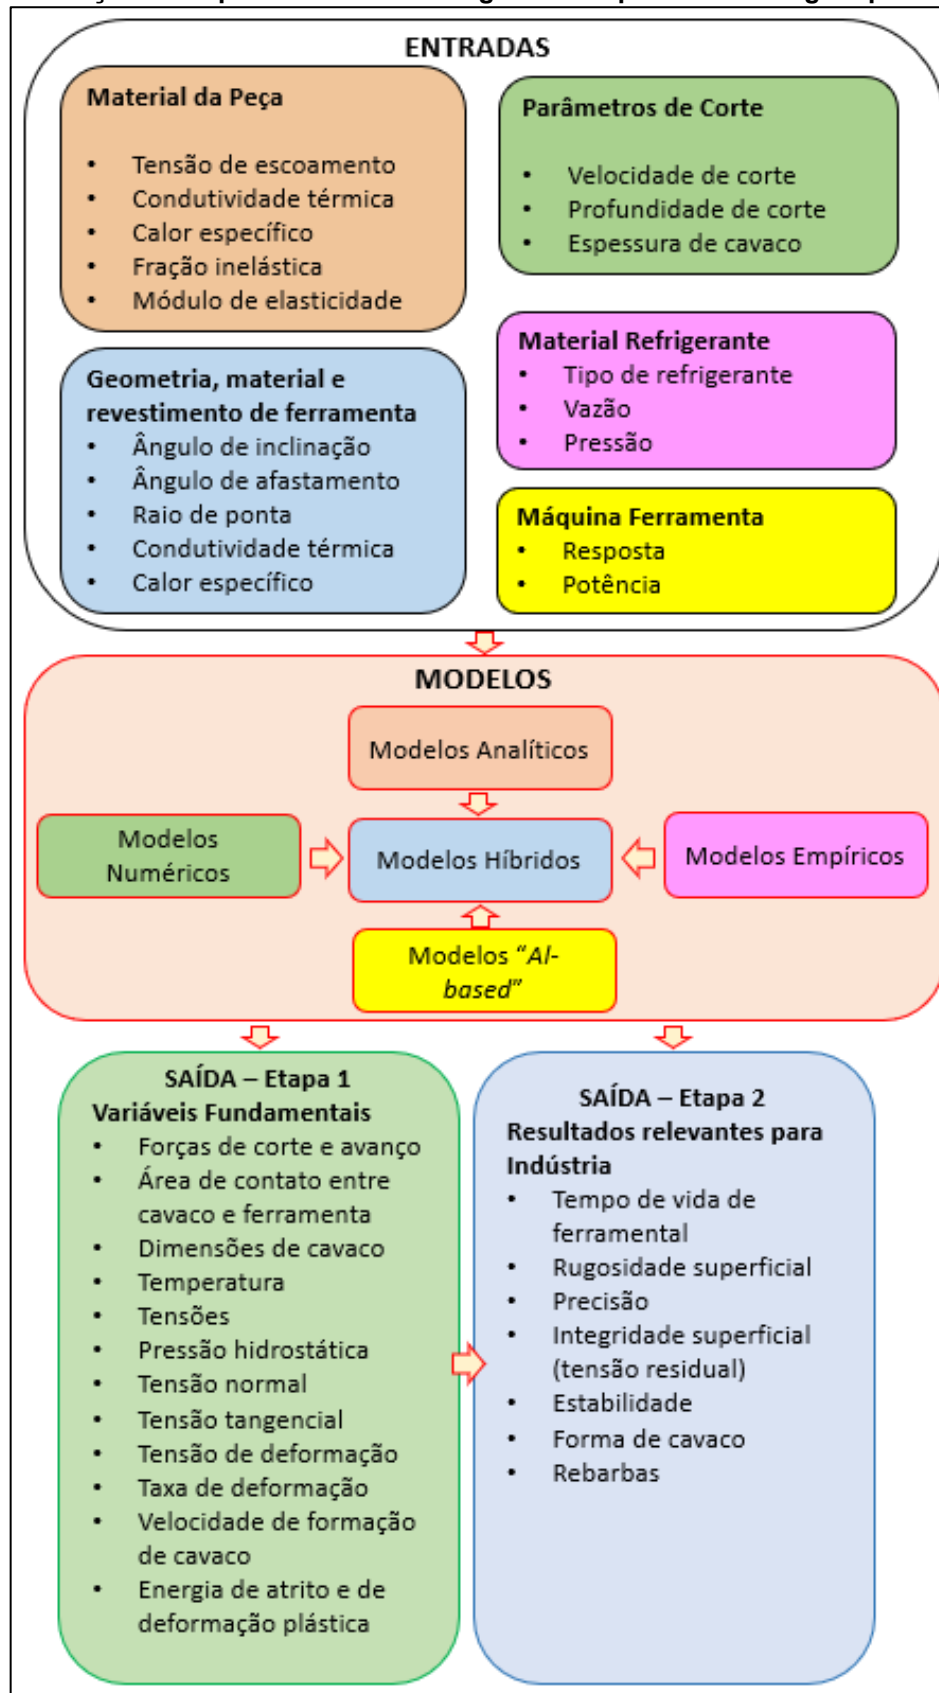 ENTRADAS
Material da Peça
• Tensão de escoamento
• Condutividade térmica
• Calor específico
• Fração inelástica
• Módulo de elasticidade
Parâmetros de Corte
• Velocidade de corte
• Profundidade de corte
• Espessura de cavaco
Geometria, material e
revestimento de ferramenta
• Ângulo de inclinação
• Ângulo de afastamento
• Raio de ponta
• Condutividade térmica
• Calor específico
Material Refrigerante
• Tipo de refrigerante
• Vazão
• Pressão
Máquina Ferramenta
• Resposta
• Potência
MODELOS
Modelos Analíticos
Modelos
Numéricos
Modelos Híbridos
Modelos Empíricos
Modelos “AI-
based”
SAÍDA – Etapa 1
Variáveis Fundamentais
• Forças de corte e avanço
• Área de contato entre
cavaco e ferramenta
• Dimensões de cavaco
• Temperatura
• Tensões
• Pressão hidrostática
• Tensão normal
• Tensão tangencial
• Tensão de deformação
• Taxa de deformação
• Velocidade de formação
de cavaco
• Energia de atrito e de
deformação plástica
SAÍDA – Etapa 2
Resultados relevantes para
Indústria
• Tempo de vida de
ferramental
• Rugosidade superficial
• Precisão
• Integridade superficial
(tensão residual)
• Estabilidade
• Forma de cavaco
• Rebarbas